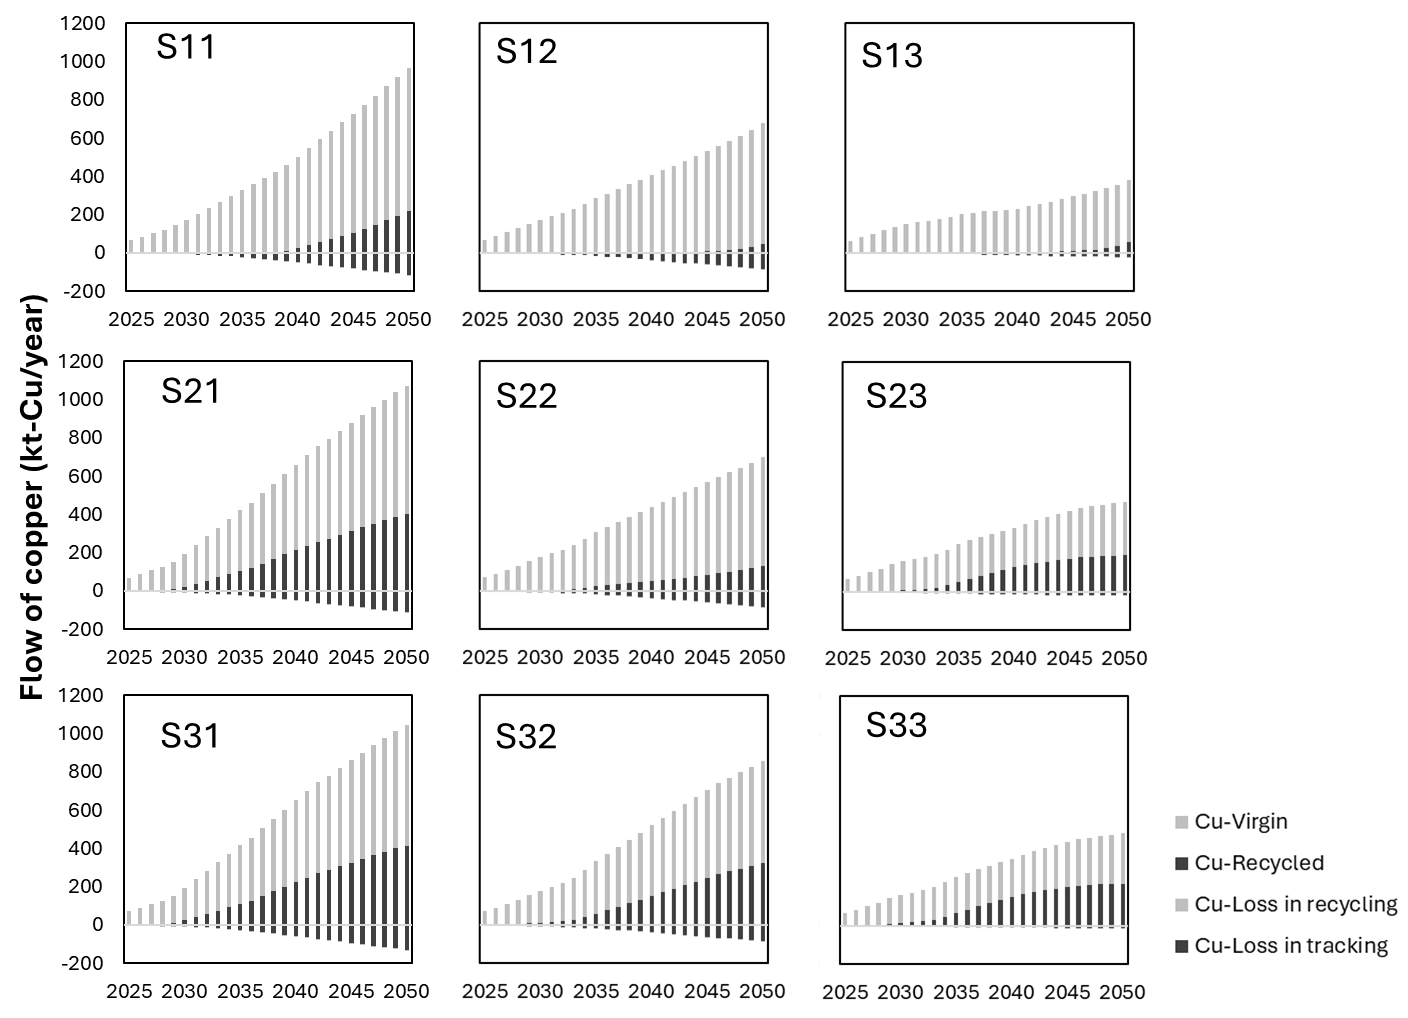 Flow of copper (kt-Cu/year)
1200
1000
800
600
400
200
0
-200
S11
2025 2030 2035 2040 2045 2050
S12
2025 2030 2035 2040 2045 2050
S13
2025 2030 2035 2040 2045 2050
1200
1000
800
600
400
200
0
-200
S21
2025 2030 2035 2040 2045 2050
S22
2025 2030 2035 2040 2045 2050
S23
2025 2030 2035 2040 2045 2050
1200
1000
800
600
400
200
0
-200
S31
2025 2030 2035 2040 2045 2050
S32
2025 2030 2035 2040 2045 2050
S33
2025 2030 2035 2040 2045 2050
Cu-Virgin
Cu-Recycled
Cu-Loss in recycling
Cu-Loss in tracking